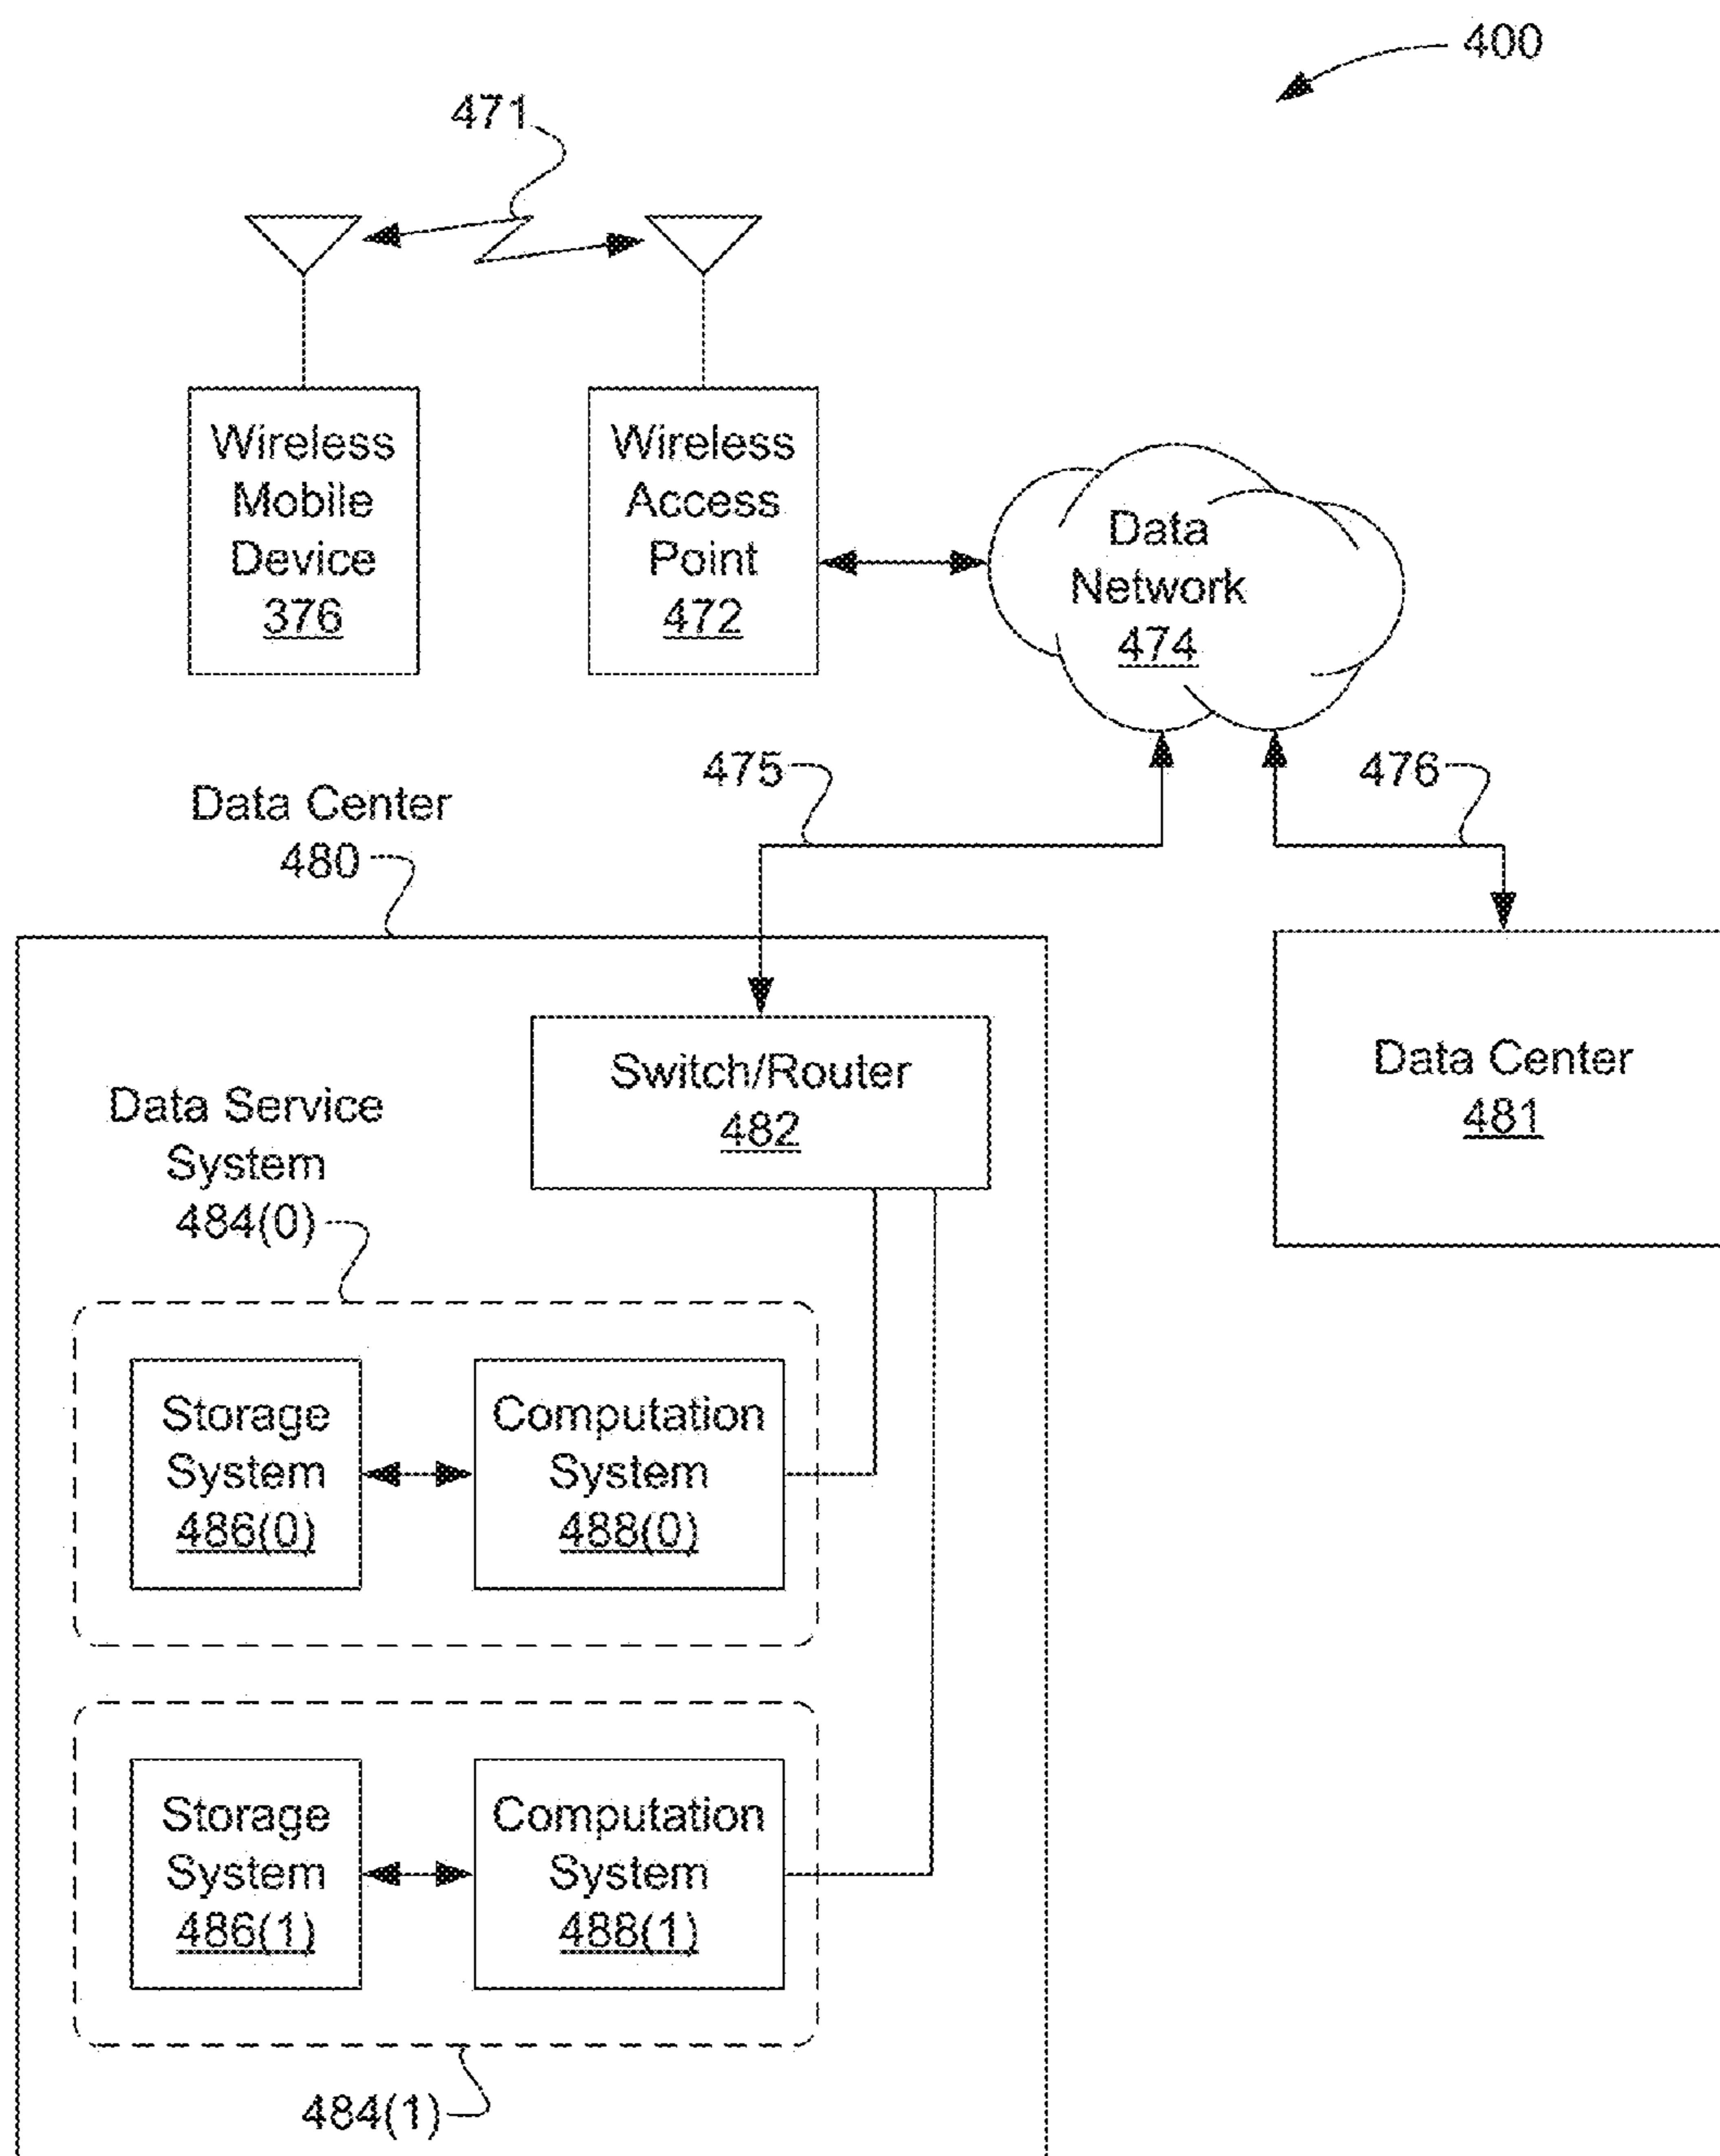 400
471
Wireless
Mobile
Device
376
Wireless
Access
Point
472
Data
Network
474
475
476
Data Center
480
Switch/Router
482
Data Center
481
Data Service
System
484(0)
Storage
System
486(0)
Computation
System
488(0)
Storage
System
486(1)
Computation
System
488(1)
484(1)